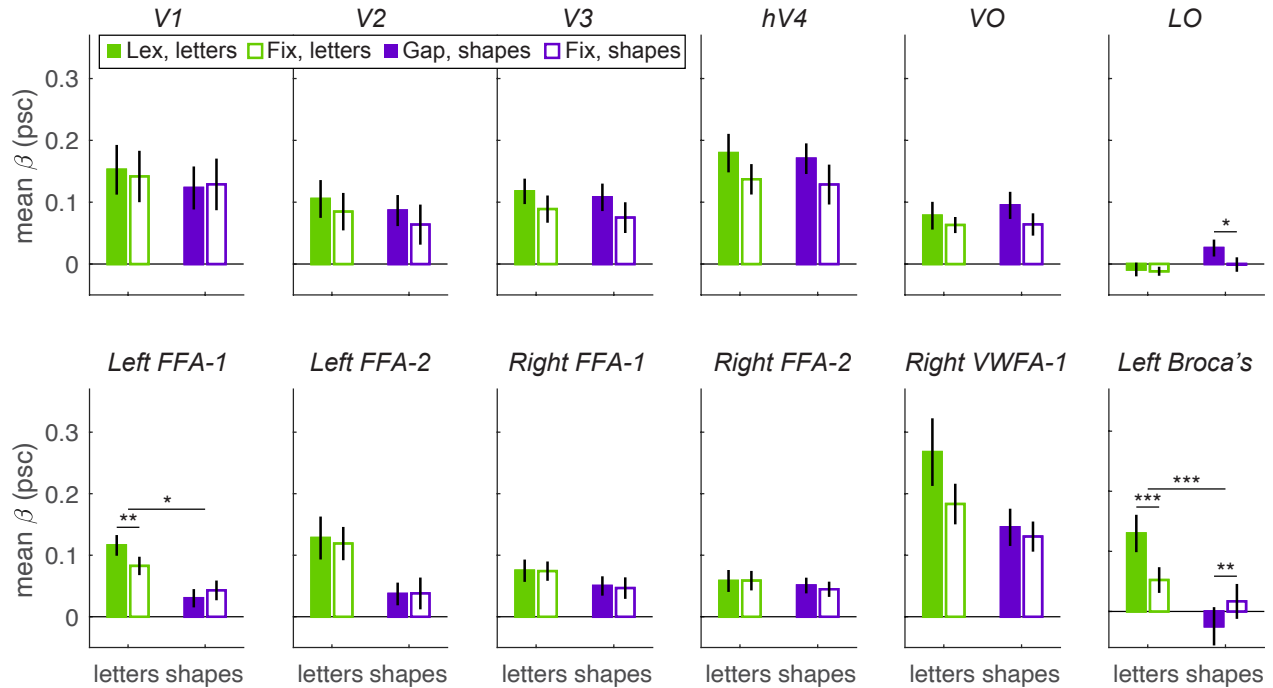 V1 V2 V3 hV4 VO LO
Lex, letters Fix, letters Gap, shapes Fix, shapes
mean β (psc)
0.3
0.2
0.1
0
*
Left FFA-1 Left FFA-2 Right FFA-1 Right FFA-2 Right VWFA-1 Left Broca's
mean β (psc)
0.3
0.2
0.1
0
** * *** *** **
letters shapes letters shapes letters shapes letters shapes letters shapes letters shapes